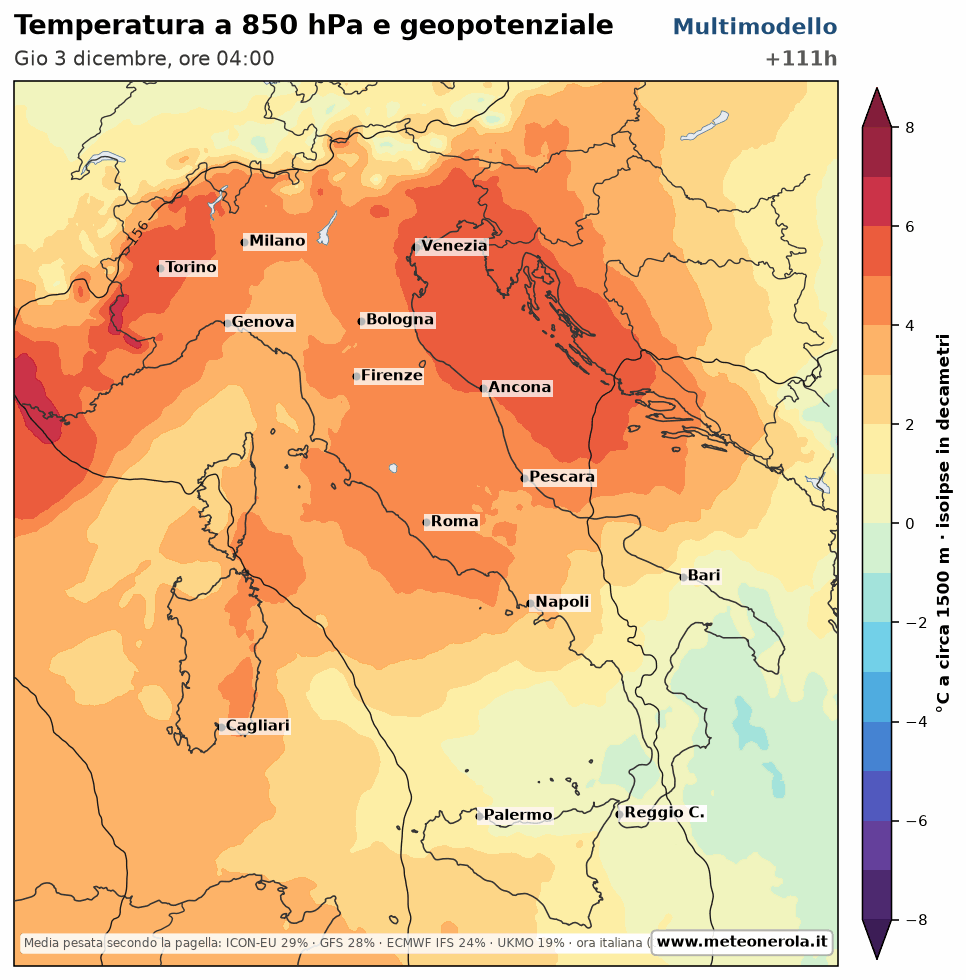 Temperatura a 850 hPa e geopotenziale
Multimodello
Gio 3 dicembre, ore 04:00
+111h
156
Milano
Venezia
Torino
Genova
Bologna
Firenze
Ancona
Pescara
Roma
Bari
Napoli
Cagliari
Palermo
Reggio C.
8
6
4
2
0
−2
−4
−6
−8
°C a circa 1500 m · isoipse in decametri
Media pesata secondo la pagella: ICON-EU 29% · GFS 28% · ECMWF IFS 24% · UKMO 19% · ora italiana (
www.meteonerola.it